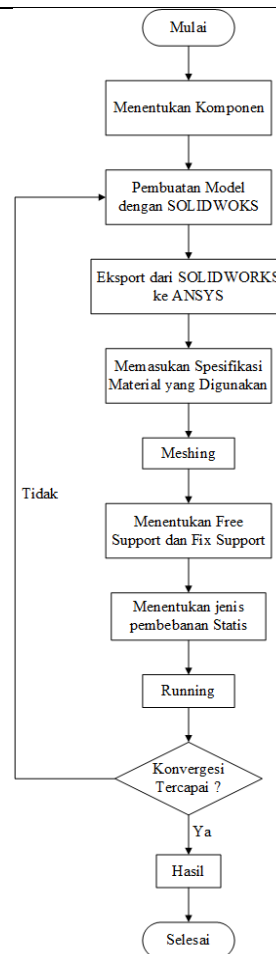 Mulai
Menentukan Komponen
Pembuatan Model
dengan SOLIDWOKS
Eksport dari SOLIDWORKS
ke ANSYS
Memasukan Spesifikasi
Material yang Digunakan
Meshing
Tidak
Menentukan Free
Support dan Fix Support
Menentukan jenis
pembebanan Statis
Running
Konvergesi
Tercapai ?
Ya
Hasil
Selesai